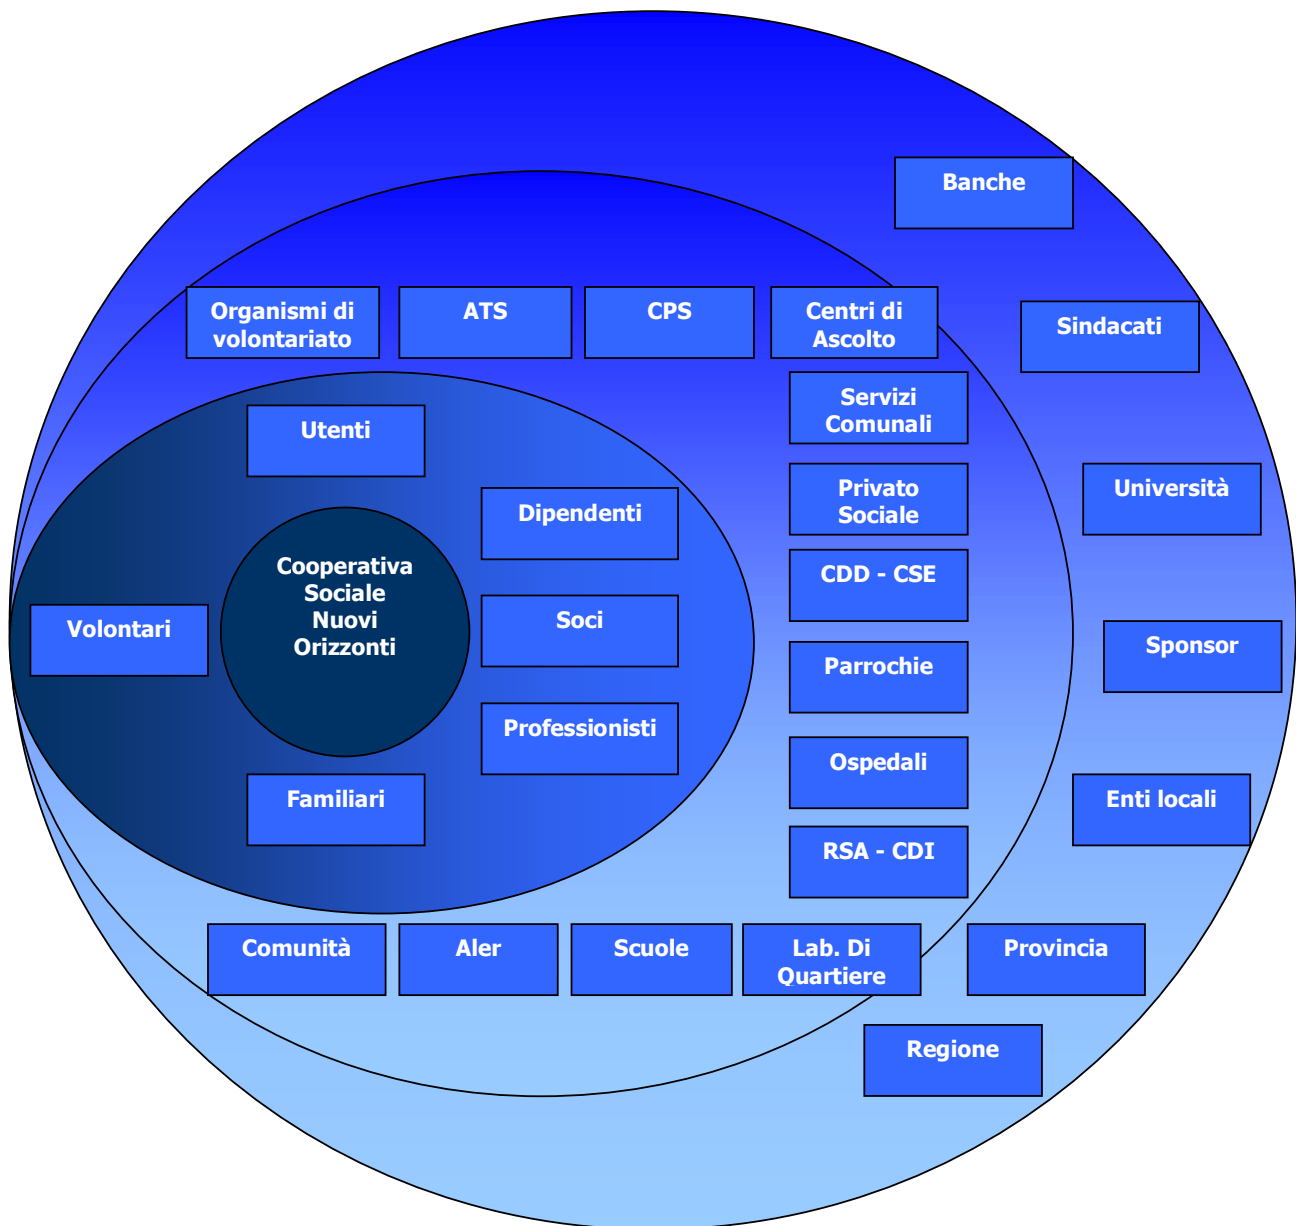 Banche
Organismi di
volontariato
ATS
CPS
Centri di
Ascolto
Sindacati
Servizi
Comunali
Utenti
Privato
Sociale
Università
Dipendenti
Cooperativa
Sociale
Nuovi
Orizzonti
CDD - CSE
Volontari
Soci
Parrochie
Sponsor
Professionisti
Ospedali
Familiari
Enti locali
RSA - CDI
Comunità
Aler
Scuole
Lab. Di
Quartiere
Provincia
Regione